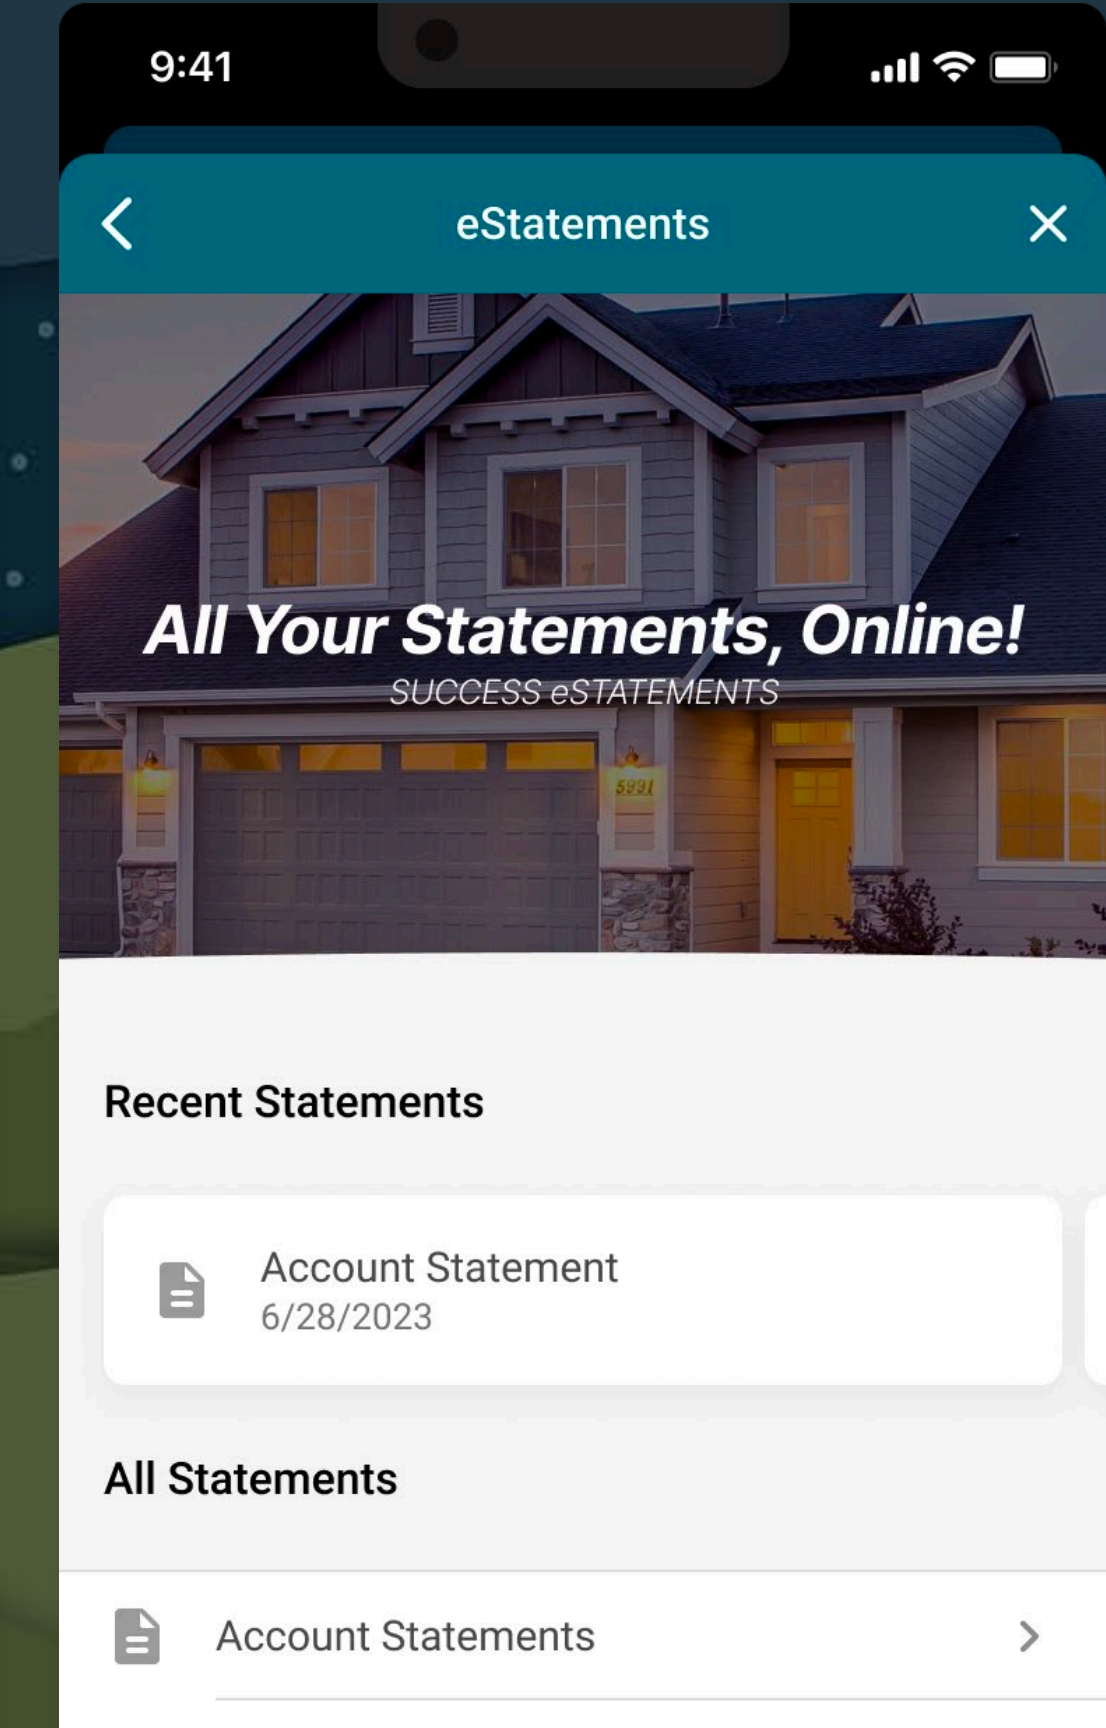 9:41
eStatements
All Your Statements, Online!
SUCCESS eSTATEMENTS
5991
Recent Statements
Account Statement
6/28/2023
All Statements
Account Statements